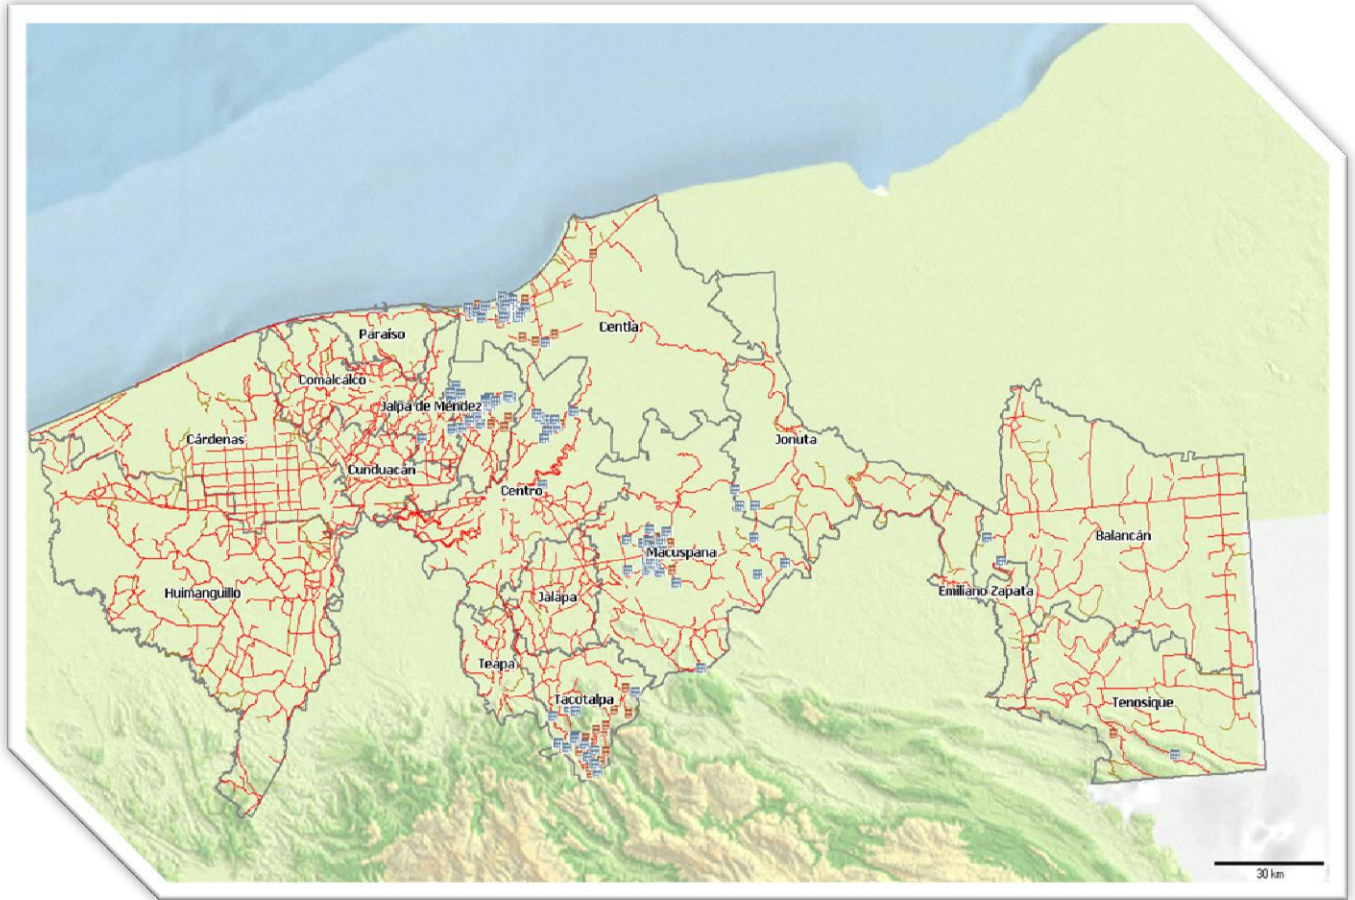 Centla
Paraíso
Comalcalco
Jalpa de Méndez
Cárdenas
Jonuta
Cunduacán
Centro
Balancán
Macuspana
Emiliano Zapata
Huimanguillo
Jalapa
Teapa
Tacotalpa
Tenosique
30 km